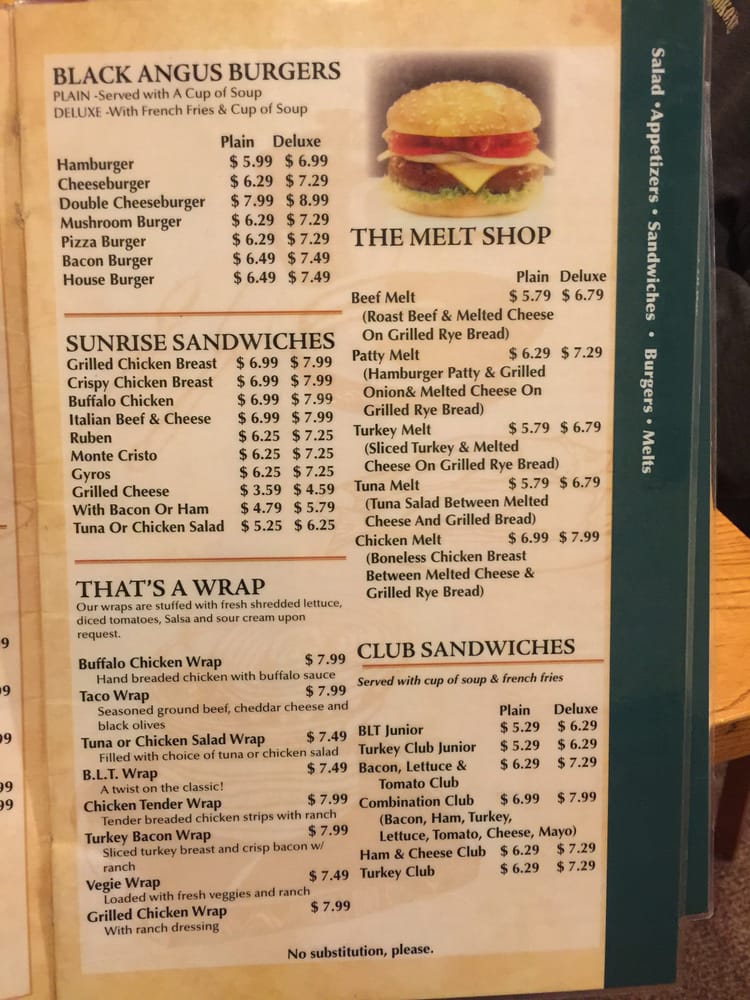 BLACK ANGUS BURGERS
PLAIN -Served with A Cup of Soup
DELUXE -With French Fries & Cup of Soup
Plain Deluxe
Hamburger $ 5.99 $ 6.99
Cheeseburger $ 6.29 $ 7.29
Double Cheeseburger $ 7.99 $ 8.99
Mushroom Burger $ 6.29 $ 7.29
Pizza Burger $ 6.29 $ 7.29
Bacon Burger $ 6.49 $ 7.49
House Burger $ 6.49 $ 7.49
SUNRISE SANDWICHES
Grilled Chicken Breast $ 6.99 $ 7.99
Crispy Chicken Breast $ 6.99 $ 7.99
Buffalo Chicken $ 6.99 $ 7.99
Italian Beef & Cheese $ 6.99 $ 7.99
Ruben $ 6.25 $ 7.25
Monte Cristo $ 6.25 $ 7.25
Gyros $ 6.25 $ 7.25
Grilled Cheese $ 3.59 $ 4.59
With Bacon Or Ham $ 4.79 $ 5.79
Tuna Or Chicken Salad $ 5.25 $ 6.25
THAT'S A WRAP
Our wraps are stuffed with fresh shredded lettuce,
diced tomatoes, Salsa and sour cream upon
request.
Buffalo Chicken Wrap $ 7.99
Hand breaded chicken with buffalo sauce
Taco Wrap $ 7.99
Seasoned ground beef, cheddar cheese and
black olives
Tuna or Chicken Salad Wrap $ 7.49
Filled with choice of tuna or chicken salad
B.L.T. Wrap $ 7.49
A twist on the classic!
Chicken Tender Wrap $ 7.99
Tender breaded chicken strips with ranch
Turkey Bacon Wrap $ 7.99
Sliced turkey breast and crisp bacon w/
ranch
Vegie Wrap $ 7.49
Loaded with fresh veggies and ranch
Grilled Chicken Wrap $ 7.99
With ranch dressing
THE MELT SHOP
Plain Deluxe
Beef Melt $ 5.79 $ 6.79
(Roast Beef & Melted Cheese
On Grilled Rye Bread)
Patty Melt $ 6.29 $ 7.29
(Hamburger Patty & Grilled
Onion& Melted Cheese On
Grilled Rye Bread)
Turkey Melt $ 5.79 $ 6.79
(Sliced Turkey & Melted
Cheese On Grilled Rye Bread)
Tuna Melt $ 5.79 $ 6.79
(Tuna Salad Between Melted
Cheese And Grilled Bread)
Chicken Melt $ 6.99 $ 7.99
(Boneless Chicken Breast
Between Melted Cheese &
Grilled Rye Bread)
CLUB SANDWICHES
Served with cup of soup & french fries
Plain Deluxe
BLT Junior $ 5.29 $ 6.29
Turkey Club Junior $ 5.29 $ 6.29
Bacon, Lettuce & $ 6.29 $ 7.29
Tomato Club
Combination Club $ 6.99 $ 7.99
(Bacon, Ham, Turkey,
Lettuce, Tomato, Cheese, Mayo)
Ham & Cheese Club $ 6.29 $ 7.29
Turkey Club $ 6.29 $ 7.29
No substitution, please.
Salad •Appetizers • Sandwiches • Burgers • Melts